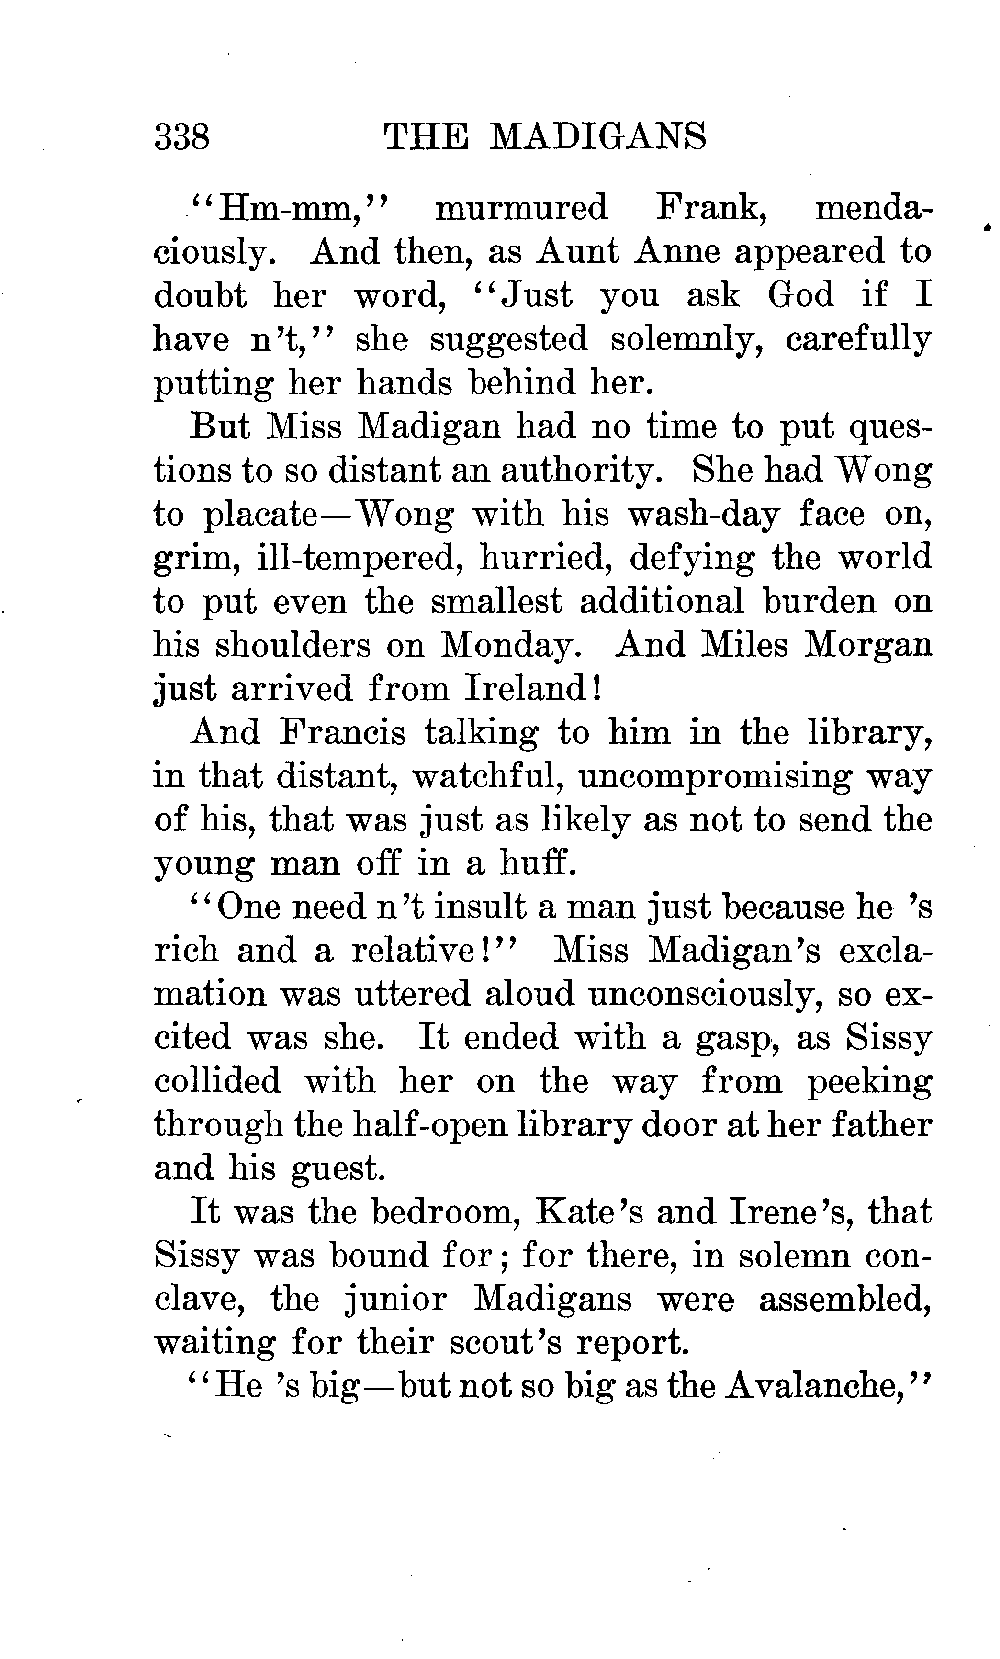 338 THE MADIGANS
"Hm-mm," murmured Frank, menda-
ciously. And then, as Aunt Anne appeared to
doubt her word, "Just you ask God if I
have n't," she suggested solemnly, carefully
putting her hands behind her.
But Miss Madigan had no time to put ques-
tions to so distant an authority. She had Wong
to placate—Wong with his wash-day face on,
grim, ill-tempered, hurried, defying the world
to put even the smallest additional burden on
his shoulders on Monday. And Miles Morgan
just arrived from Ireland!
And Francis talking to him in the library,
in that distant, watchful, uncompromising way
of his, that was just as likely as not to send the
young man off in a huff.
"One need n't insult a man just because he 's
rich and a relative!" Miss Madigan's excla-
mation was uttered aloud unconsciously, so ex-
cited was she. It ended with a gasp, as Sissy
collided with her on the way from peeking
through the half-open library door at her father
and his guest.
It was the bedroom, Kate's and Irene's, that
Sissy was bound for; for there, in solemn con-
clave, the junior Madigans were assembled,
waiting for their scout's report.
"He 's big—but not so big as the Avalanche,"